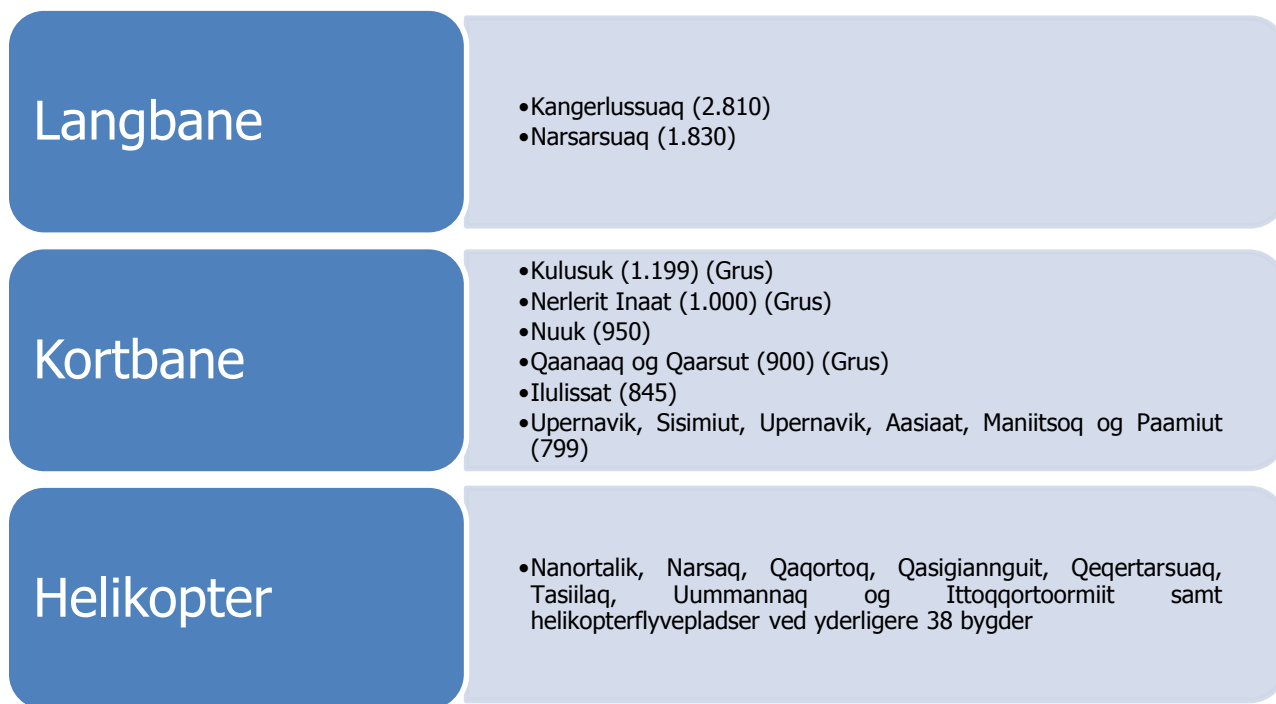 Langbane
•Kangerlussuaq (2.810)
•Narsarsuaq (1.830)
Kortbane
•Kulusuk (1.199) (Grus)
•Nerlerit Inaat (1.000) (Grus)
•Nuuk (950)
•Qaanaaq og Qaarsut (900) (Grus)
•Ilulissat (845)
•Upernavik, Sisimiut, Upernavik, Aasiaat, Maniitsoq og Paamiut
(799)
Helikopter
•Nanortalik, Narsaq, Qaqortoq, Qasigiannguit, Qeqertarsuaq,
Tasiilaq, Uummannaq og Ittoqqortoormiit samt
helikopterflyvepladser ved yderligere 38 bygder